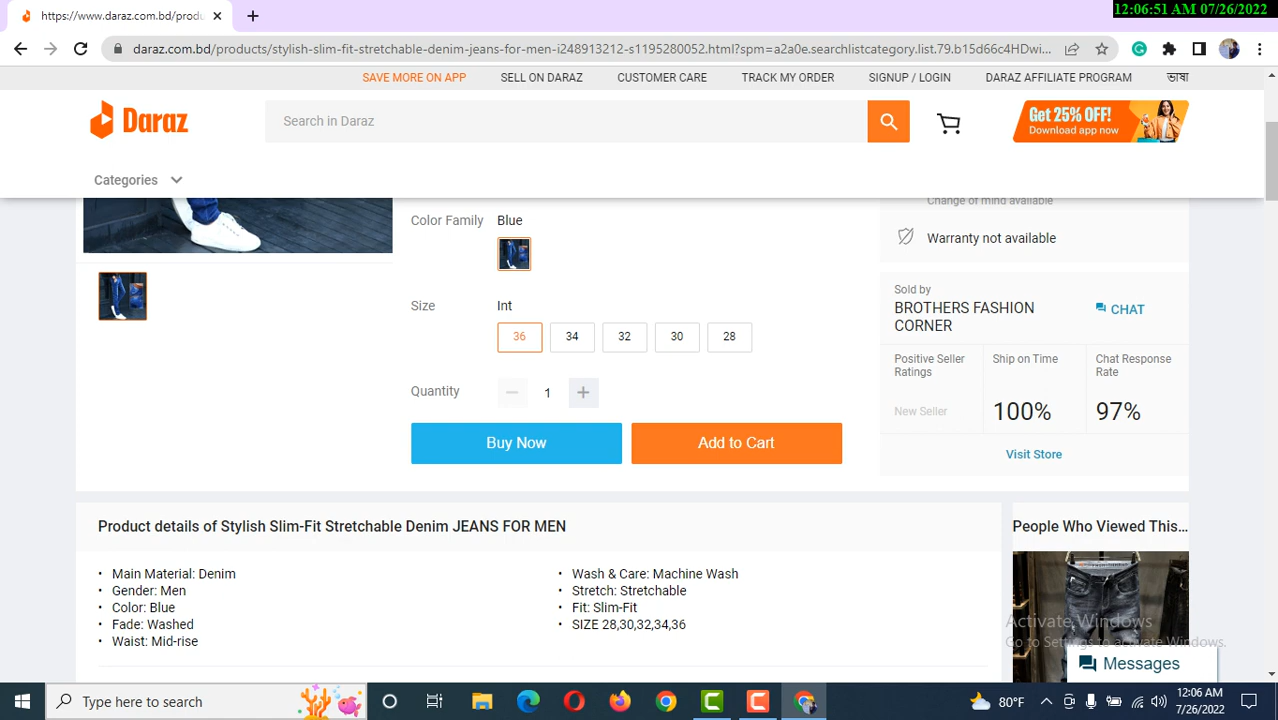 12:06:51 AM 07/26/2022
https://www.daraz.com.bd/produ
daraz.com.bd/products/stylish-slim-fit-stretchable-denim-jeans-for-men-i248913212-s1195280052.html?spm=a2a0e.searchlistcategory.list.79.b15d66c4HDwi...
SAVE MORE ON APP SELL ON DARAZ CUSTOMER CARE TRACK MY ORDER SIGNUP / LOGIN DARAZ AFFILIATE PROGRAM ভাষা
Daraz
Search in Daraz
Get 25% OFF!
Download app now
Categories
Change of mind available
Color Family Blue
Warranty not available
Sold by
BROTHERS FASHION
CORNER
CHAT
Size Int
36 34 32 30 28
Positive Seller
Ratings
Ship on Time
Chat Response
Rate
Quantity 1
New Seller
100%
97%
Buy Now
Add to Cart
Visit Store
Product details of Stylish Slim-Fit Stretchable Denim JEANS FOR MEN
People Who Viewed This...
• Main Material: Denim
• Gender: Men
• Color: Blue
• Fade: Washed
• Waist: Mid-rise
• Wash & Care: Machine Wash
• Stretch: Stretchable
• Fit: Slim-Fit
• SIZE 28,30,32,34,36
Activate Windows
Go to Settings to activate Windows.
Messages
Type here to search
80°F
12:06 AM
7/26/2022